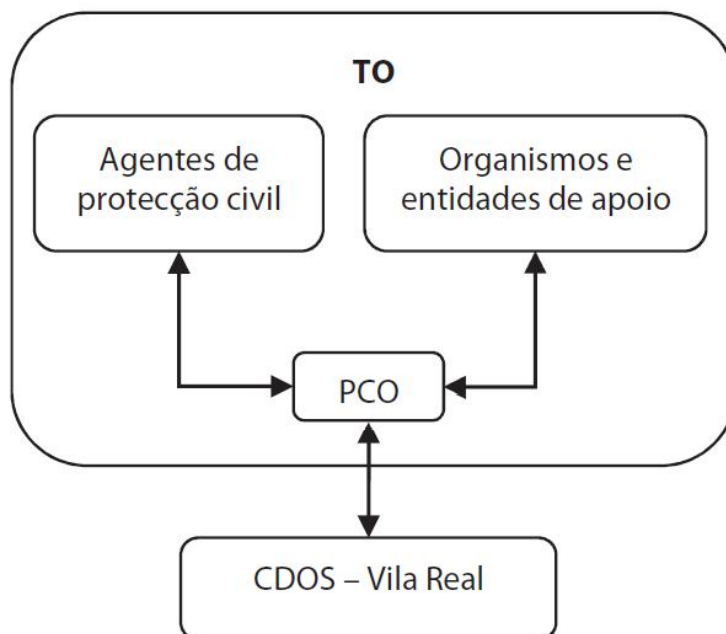 TO
Agentes de
protecção civil
Organismos e
entidades de apoio
PCO
CDOS – Vila Real